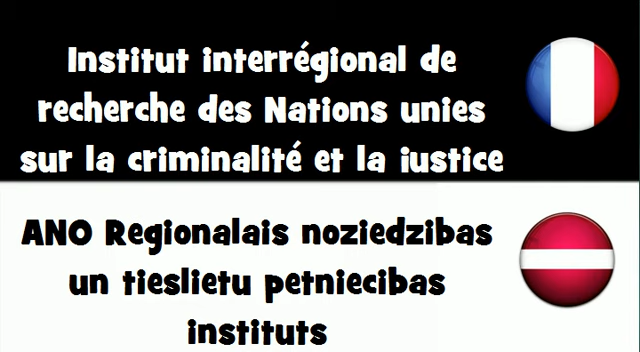 Institut interrégional de
recherche des Nations unies
sur la criminalité et la iustice
ANO Regionalais noziedzibas
un tieslietu petniecibas
instituts